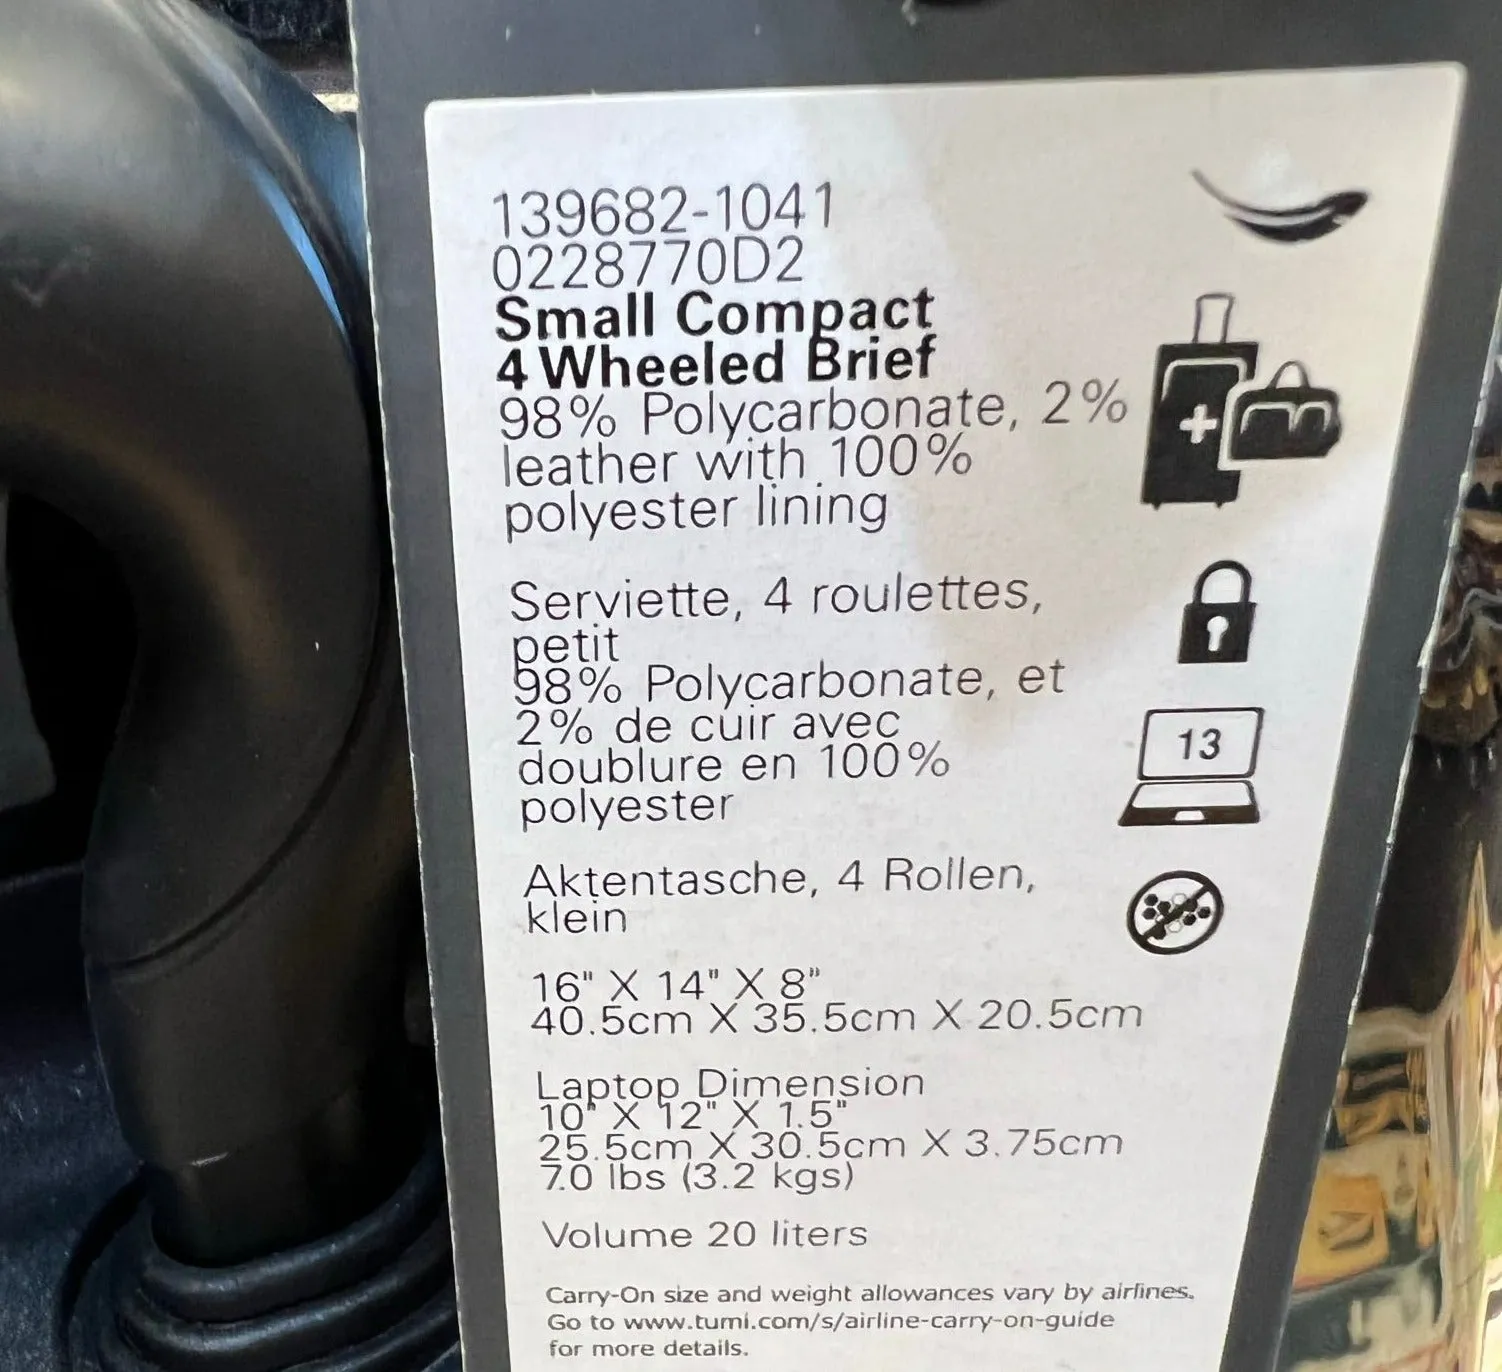 139682-1041
0228770D2
Small Compact
4 Wheeled Brief
98% Polycarbonate, 2%
leather with 100%
polyester lining
Serviette, 4 roulettes,
petit
98% Polycarbonate, et
2% de cuir avec
doublure en 100%
polyester
13
Aktentasche, 4 Rollen,
klein
16" X 14" X 8"
40.5cm X 35.5cm X 20.5cm
Laptop Dimension
10" X 12" X 1.5"
25.5cm X 30.5cm X 3.75cm
7.0 lbs (3.2 kgs)
Volume 20 liters
Carry-On size and weight allowances vary by airlines.
Go to www.tumi.com/s/airline-carry-on-guide
for more details.